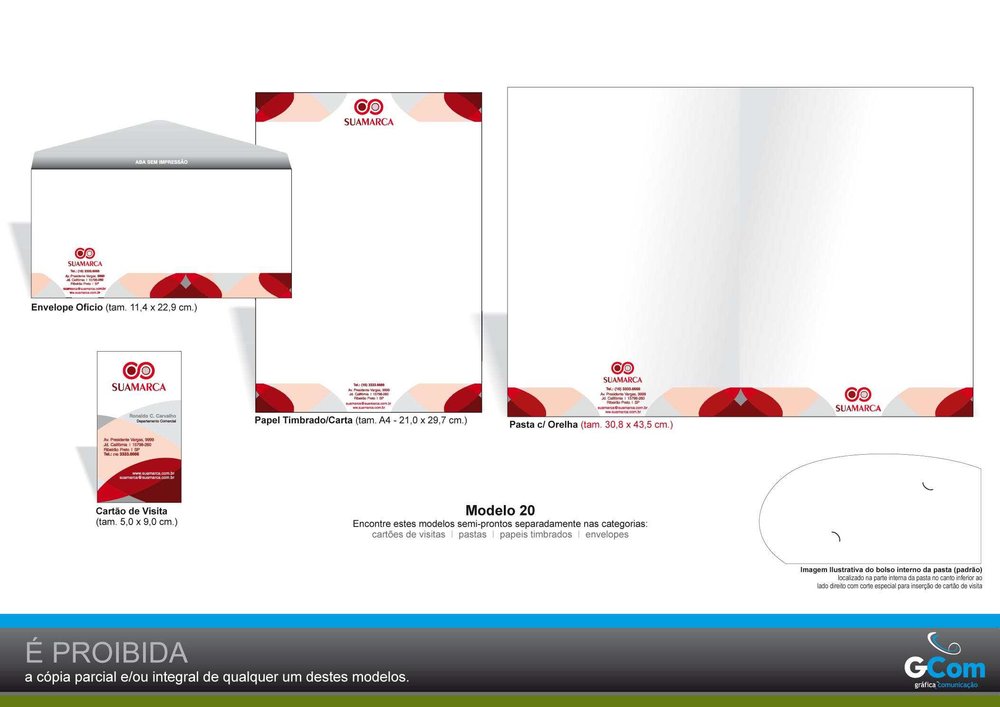 ABA SEM IMPRESSÃO
SUAMARCA
Tel.: (16) 3333.6666
Av. Presidente Vargas, 9999
Jd. Califórnia | 15798-260
Ribeirão Preto | SP
suamarca@suamarca.com.br
ww.suamarca.com.br
Envelope Ofício (tam. 11,4 x 22,9 cm.)
SUAMARCA
Tel.: (16) 3333.6666
Av. Presidente Vargas, 9999
Jd. Califórnia | 15798-260
Ribeirão Preto | SP
suamarca@suamarca.com.br
ww.suamarca.com.br
Papel Timbrado/Carta (tam. A4 - 21,0 x 29,7 cm.)
SUAMARCA
Tel.: (16) 3333.6666
Av. Presidente Vargas, 9999
Jd. Califórnia | 15798-260
Ribeirão Preto | SP
suamarca@suamarca.com.br
ww.suamarca.com.br
SUAMARCA
Pasta c/ Orelha (tam. 30,8 x 43,5 cm.)
SUAMARCA
Ronaldo C. Carvalho
Departamento Comercial
Av. Presidente Vargas, 9999
Jd. Califórnia | 15798-260
Ribeirão Preto | SP
Tel.: (16) 3333.6666
www.suamarca.com.br
suamarca@suamarca.com.br
Cartão de Visita
(tam. 5,0 x 9,0 cm.)
Modelo 20
Encontre estes modelos semi-prontos separadamente nas categorias:
cartões de visitas | pastas | papeis timbrados | envelopes
Imagem Ilustrativa do bolso interno da pasta (padrão)
localizado na parte interna da pasta no canto inferior ao
lado direito com corte especial para inserção de cartão de visita
É PROIBIDA
a cópia parcial e/ou integral de qualquer um destes modelos.
GCom
gráfica comunicação